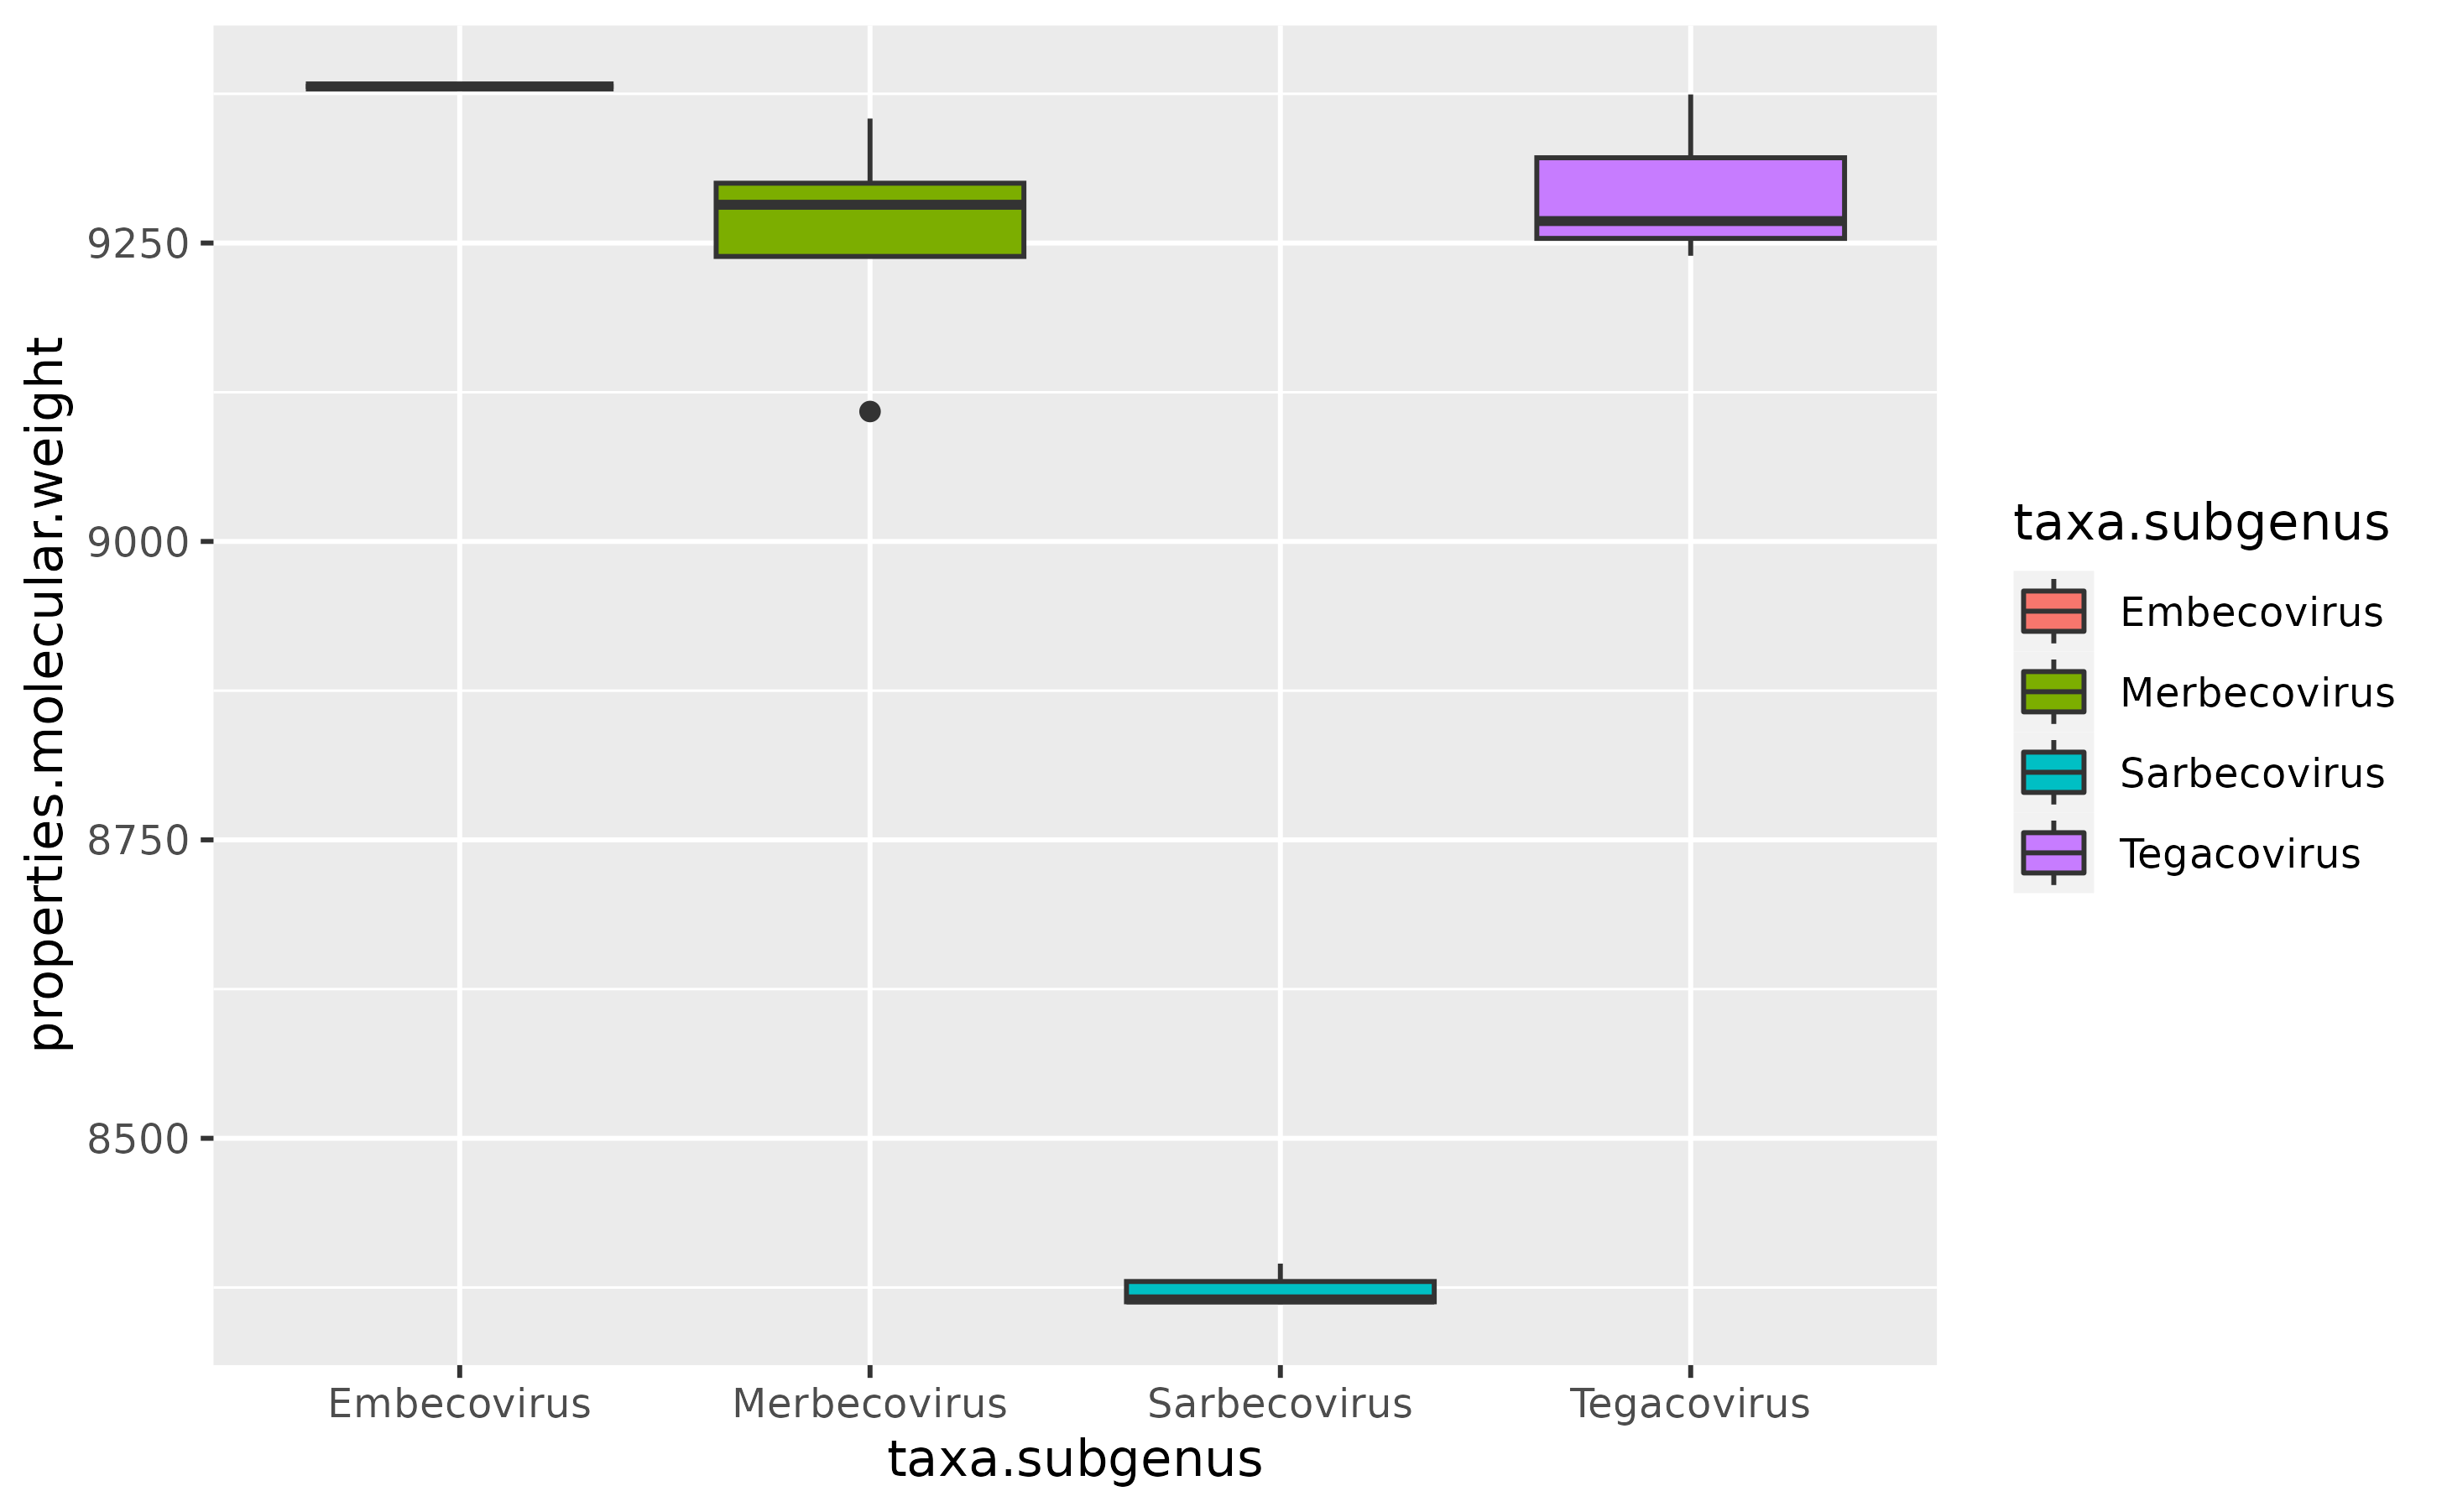 properties.molecular.weight
9250
9000
8750
8500
Embecovirus Merbecovirus Sarbecovirus Tegacovirus
taxa.subgenus
taxa.subgenus
Embecovirus
Merbecovirus
Sarbecovirus
Tegacovirus